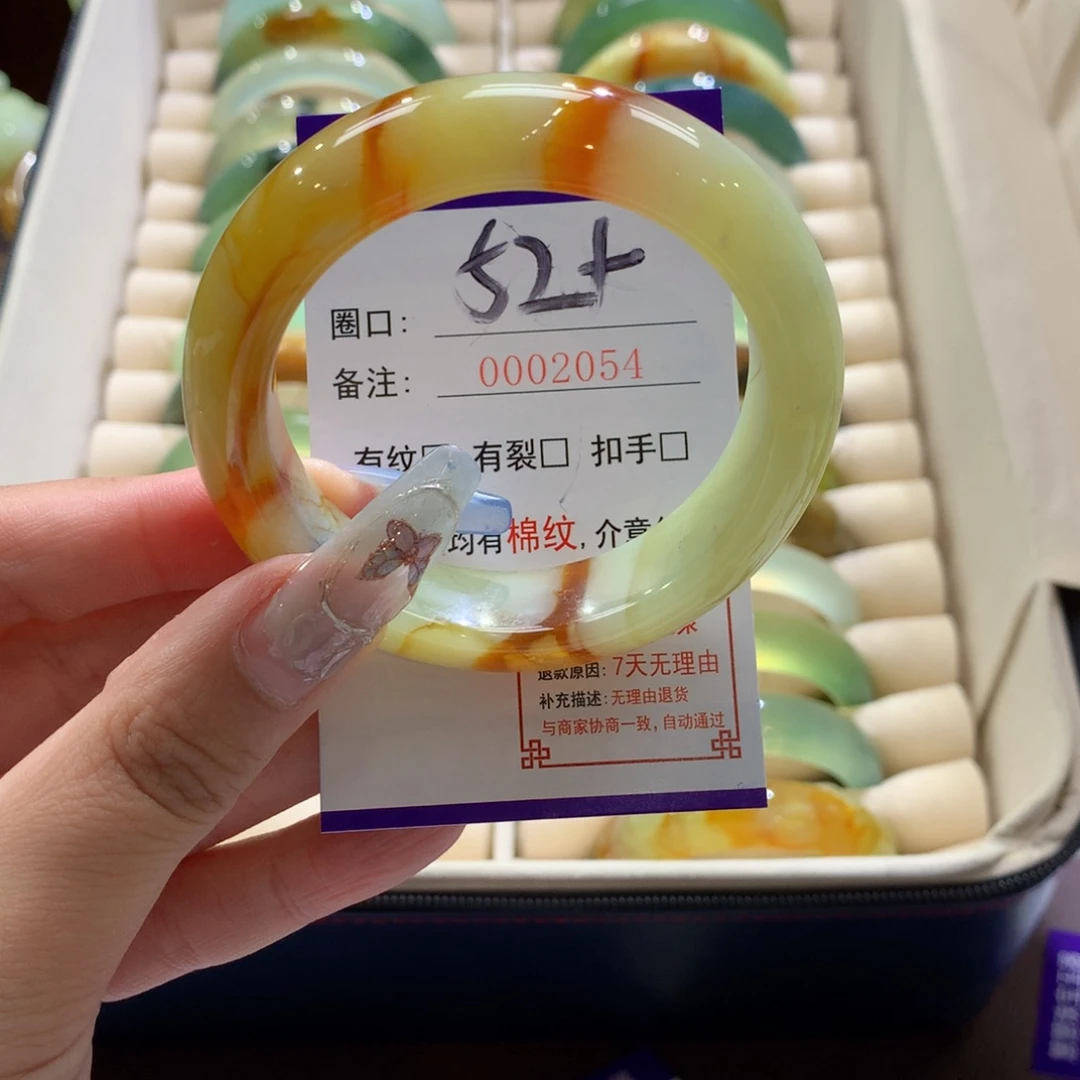 圈口: 52+
备注: 0002054
有纹□ 有裂□ 扣手□
均有棉纹, 介意
退款原因: 7天无理由
补充描述: 无理由退货
与商家协商一致, 自动通过